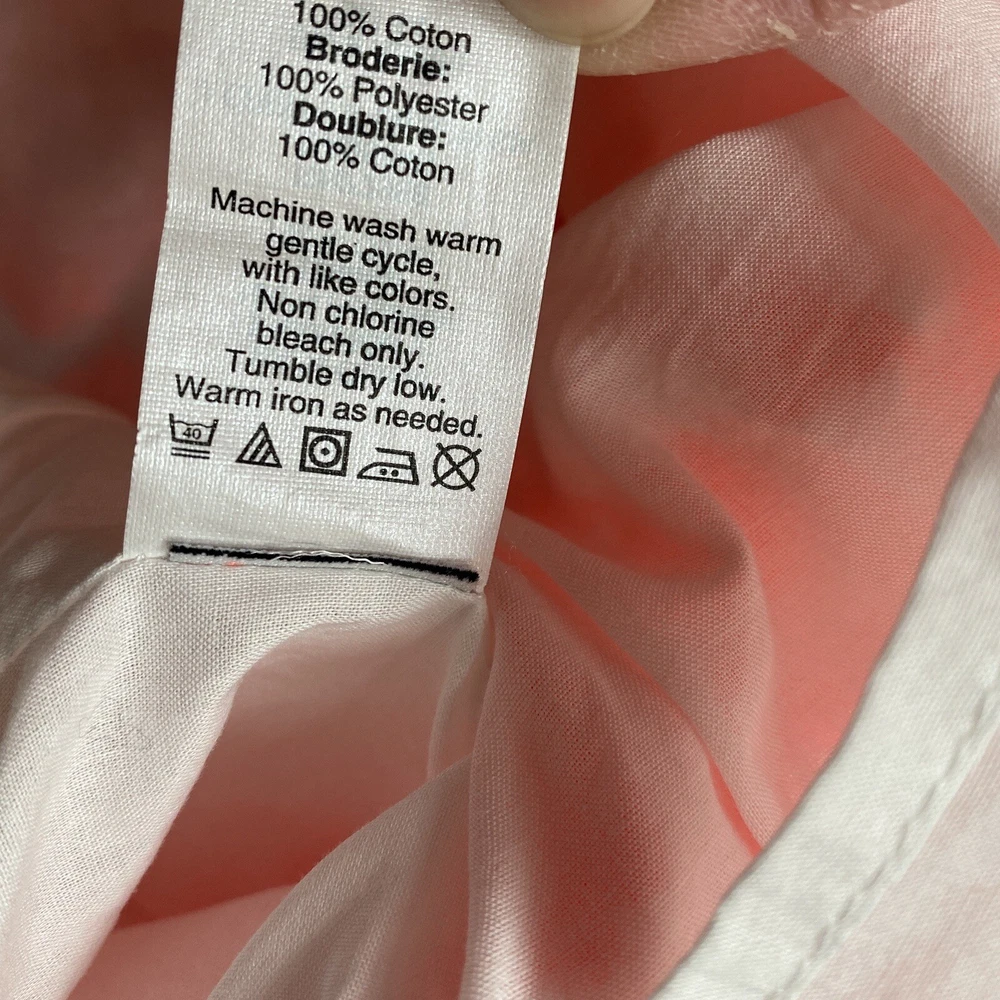 100% Coton
Broderie:
100% Polyester
Doublure:
100% Coton
Machine wash warm
gentle cycle,
with like colors.
Non chlorine
bleach only.
Tumble dry low.
Warm iron as needed.
40